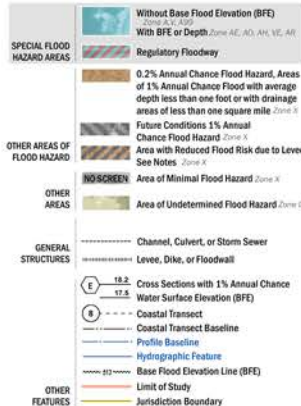 Without Base Flood Elevation (BFE)
Zone A,V, A99
With BFE or Depth Zone AE, AO, AH, VE, AR
SPECIAL FLOOD
HAZARD AREAS
Regulatory Floodway
0.2% Annual Chance Flood Hazard, Areas
of 1% Annual Chance Flood with average
depth less than one foot or with drainage
areas of less than one square mile Zone X
Future Conditions 1% Annual
Chance Flood Hazard Zone X
OTHER AREAS OF
FLOOD HAZARD
Area with Reduced Flood Risk due to Levee
See Notes Zone X
NO SCREEN Area of Minimal Flood Hazard Zone X
OTHER
AREAS
Area of Undetermined Flood Hazard Zone
GENERAL
STRUCTURES
Channel, Culvert, or Storm Sewer
Levee, Dike, or Floodwall
E 18.2 Cross Sections with 1% Annual Chance
17.5 Water Surface Elevation (BFE)
8 Coastal Transect
Coastal Transect Baseline
Profile Baseline
Hydrographic Feature
513 Base Flood Elevation Line (BFE)
OTHER
FEATURES
Limit of Study
Jurisdiction Boundary